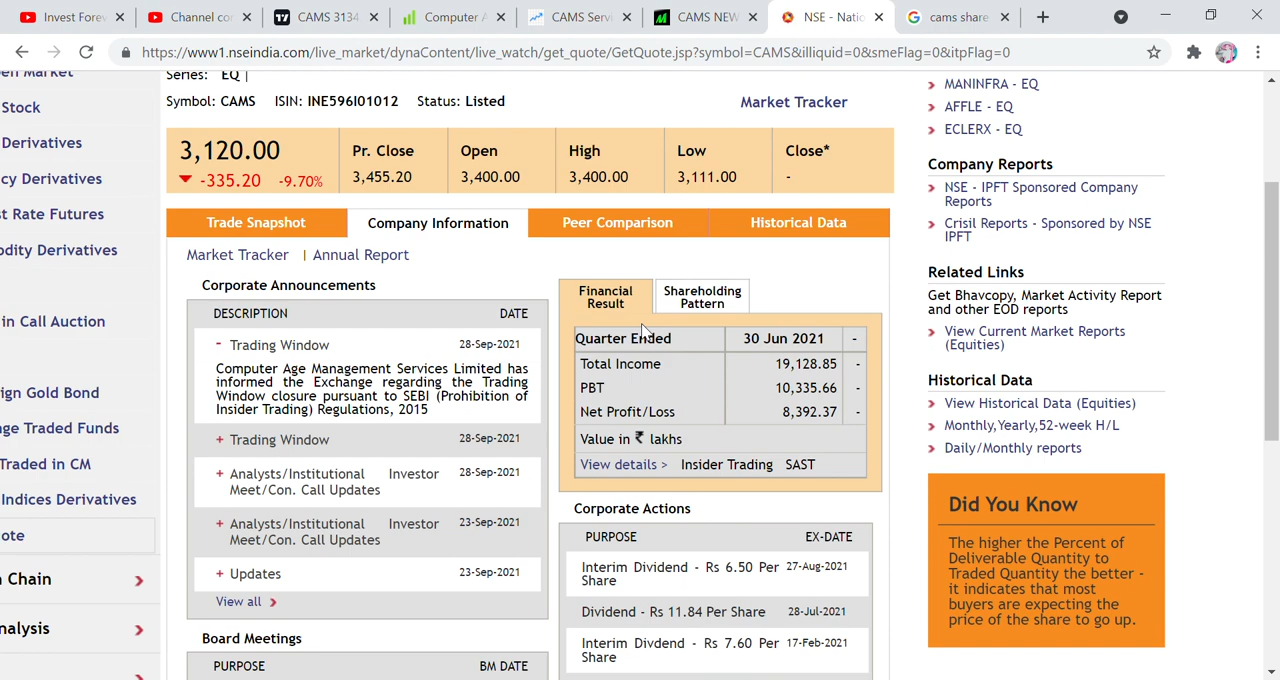 Invest Forex
Channel con
CAMS 3134
Computer A
CAMS Servi
CAMS NEW
NSE - Natio
cams share
https://www1.nseindia.com/live_market/dynaContent/live_watch/get_quote/GetQuote.jsp?symbol=CAMS&illiquid=0&smeFlag=0&itpFlag=0
Market
Stock
Derivatives
cy Derivatives
st Rate Futures
odity Derivatives
in Call Auction
ign Gold Bond
nge Traded Funds
Traded in CM
Indices Derivatives
ote
Chain
nalysis
Series: EQ |
Symbol: CAMS ISIN: INE596I01012 Status: Listed
Market Tracker
3,120.00
-335.20 -9.70%
Pr. Close
3,455.20
Open
3,400.00
High
3,400.00
Low
3,111.00
Close*
-
Trade Snapshot
Company Information
Peer Comparison
Historical Data
Market Tracker | Annual Report
Corporate Announcements
DESCRIPTION DATE
- Trading Window 28-Sep-2021
Computer Age Management Services Limited has
informed the Exchange regarding the Trading
Window closure pursuant to SEBI (Prohibition of
Insider Trading) Regulations, 2015
+ Trading Window 28-Sep-2021
+ Analysts/Institutional Investor 28-Sep-2021
Meet/Con. Call Updates
+ Analysts/Institutional Investor 23-Sep-2021
Meet/Con. Call Updates
+ Updates 23-Sep-2021
View all
Board Meetings
PURPOSE BM DATE
Financial
Result
Shareholding
Pattern
Quarter Ended 30 Jun 2021 -
Total Income 19,128.85 -
PBT 10,335.66 -
Net Profit/Loss 8,392.37 -
Value in ₹ lakhs
View details > Insider Trading SAST
Corporate Actions
PURPOSE EX-DATE
Interim Dividend - Rs 6.50 Per 27-Aug-2021
Share
Dividend - Rs 11.84 Per Share 28-Jul-2021
Interim Dividend - Rs 7.60 Per 17-Feb-2021
Share
MANINFRA - EQ
AFFLE - EQ
ECLERX - EQ
Company Reports
NSE - IPFT Sponsored Company
Reports
Crisil Reports - Sponsored by NSE
IPFT
Related Links
Get Bhavcopy, Market Activity Report
and other EOD reports
View Current Market Reports
(Equities)
Historical Data
View Historical Data (Equities)
Monthly,Yearly,52-week H/L
Daily/Monthly reports
Did You Know
The higher the Percent of
Deliverable Quantity to
Traded Quantity the better -
it indicates that most
buyers are expecting the
price of the share to go up.